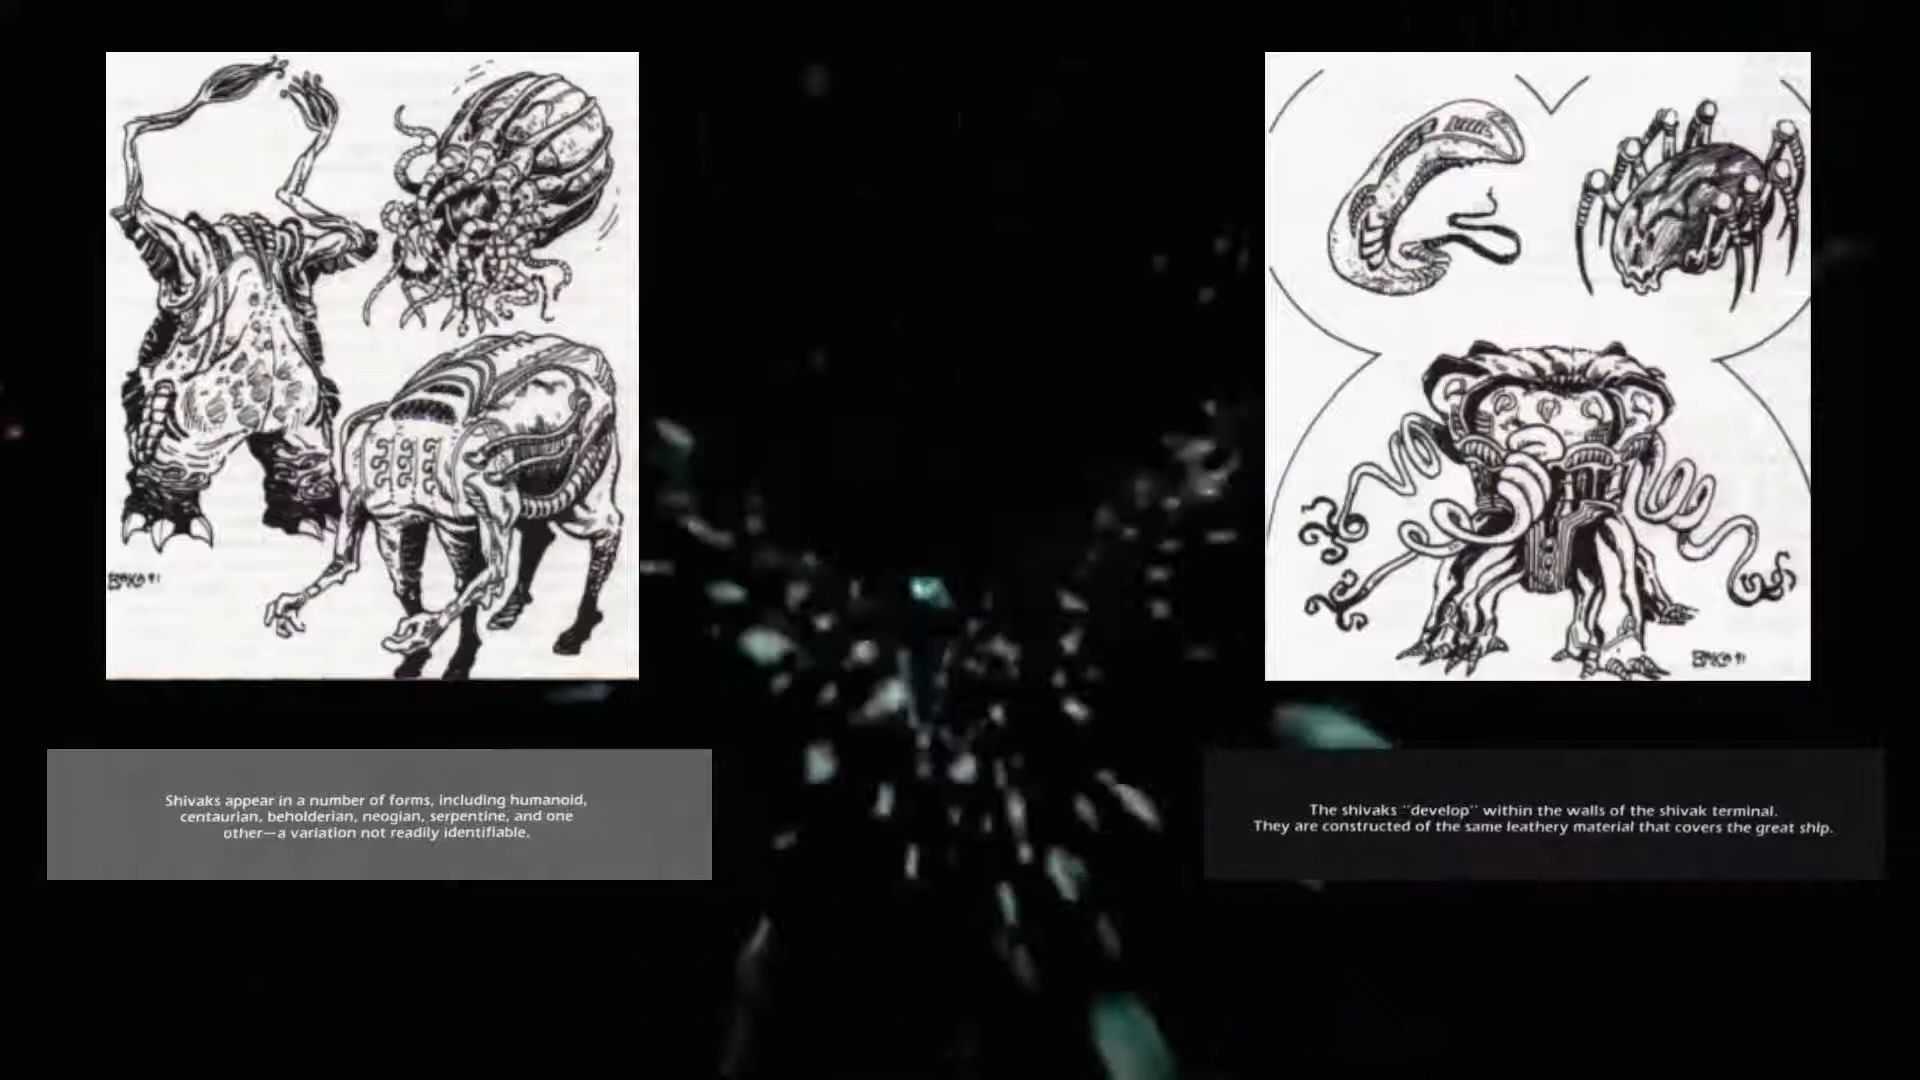 Shivaks appear in a number of forms, including humanoid,
centaurian, beholderian, neogian, serpentine, and one
other—a variation not readily identifiable.
The shivaks "develop" within the walls of the shivak terminal.
They are constructed of the same leathery material that covers the great ship.